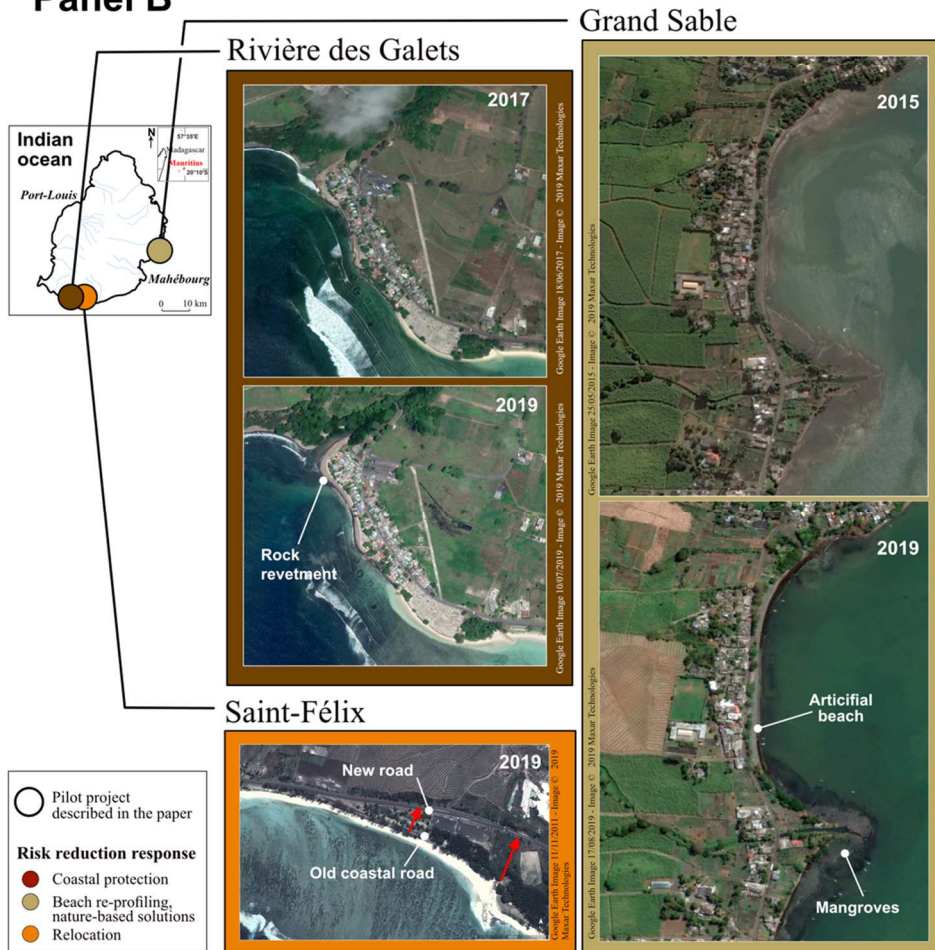 Panel B
Grand Sable
Rivière des Galets
2017
2015
Indian
ocean
N
57°35'E
Madagascar
Mauritius
20°10'S
Port-Louis
Mahébourg
0 10 km
Google Earth Image 18/06/2017 - Image © 2019 Maxar Technologies
Google Earth Image 25/05/2015 - Image © 2019 Maxar Technologies
2019
Rock
revetment
Google Earth Image 10/07/2019 - Image © 2019 Maxar Technologies
2019
Articifial
beach
Mangroves
Google Earth Image 17/08/2019 - Image © 2019 Maxar Technologies
Saint-Félix
2019
New road
Old coastal road
Google Earth Image 11/11/2011 - Image © 2019
Maxar Technologies
Pilot project
described in the paper
Risk reduction response
Coastal protection
Beach re-profiling,
nature-based solutions
Relocation